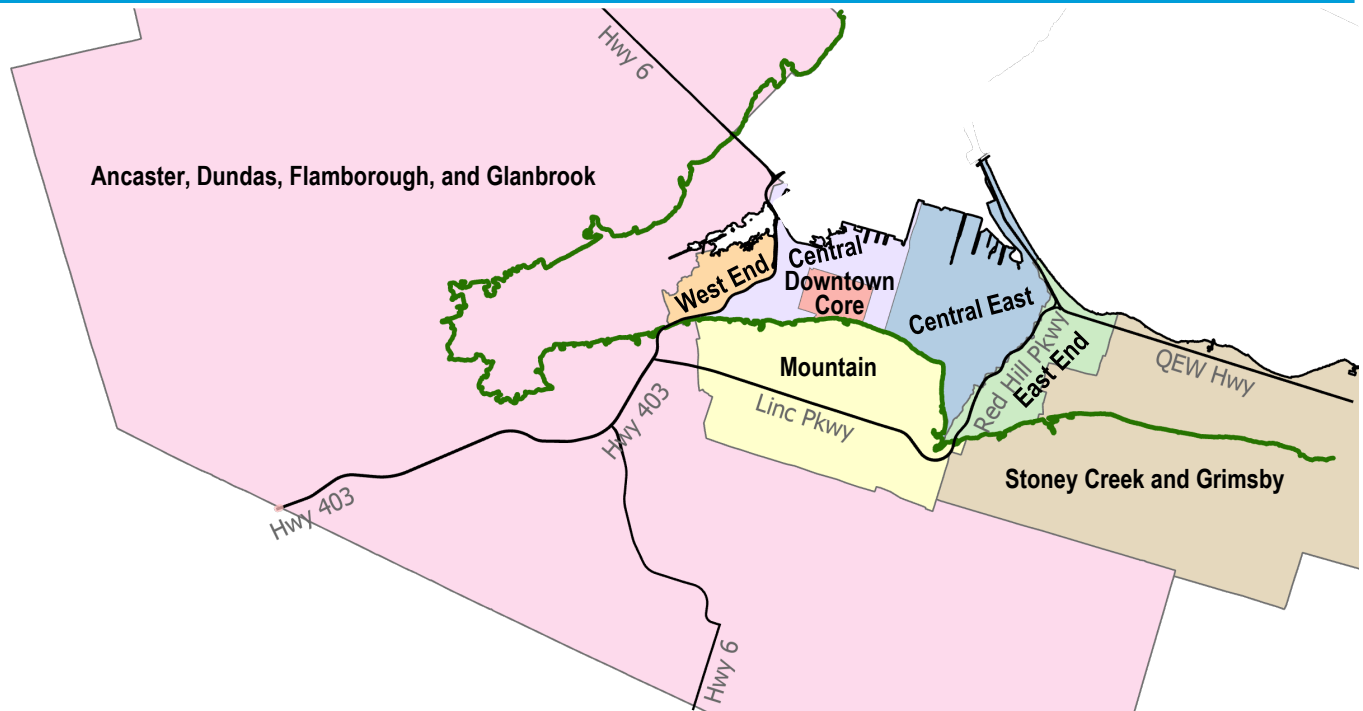 Hwy 6
Ancaster, Dundas, Flamborough, and Glanbrook
Central
West End
Downtown
Core
Central East
Mountain
Red Hill Pkwy
East End
QEW Hwy
Linc Pkwy
Hwy 403
Stoney Creek and Grimsby
Hwy 403
Hwy 6